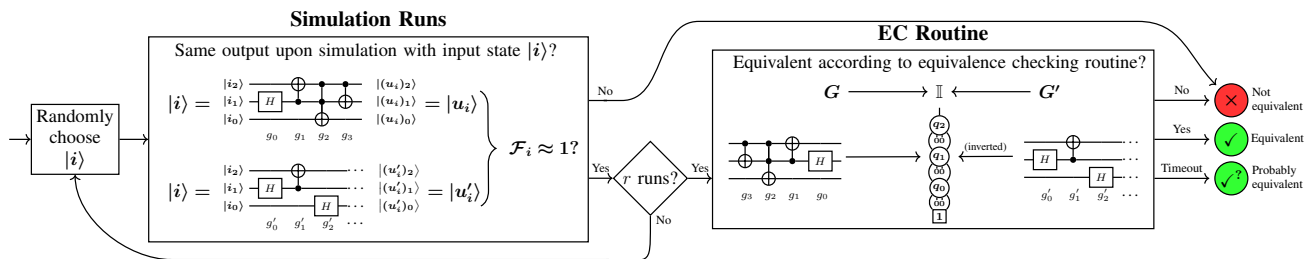 Simulation Runs
Same output upon simulation with input state |i⟩?
|i⟩ =
|i₂⟩
|i₁⟩
|i₀⟩
H
g₀ g₁ g₂ g₃
|(uᵢ)₂⟩
|(uᵢ)₁⟩
|(uᵢ)₀⟩
= |uᵢ⟩
|i⟩ =
|i₂⟩
|i₁⟩
|i₀⟩
H
H
g′₀ g′₁ g′₂ ⋯
|(u′ᵢ)₂⟩
|(u′ᵢ)₁⟩
|(u′ᵢ)₀⟩
= |u′ᵢ⟩
𝓕ᵢ ≈ 1?
Randomly
choose
|i⟩
No
Yes
r runs?
Yes
No
EC Routine
Equivalent according to equivalence checking routine?
G
𝕀
G′
H
g₃ g₂ g₁ g₀
q₂
00
q₁
00
q₀
00
1
(inverted)
H
H
g′₀ g′₁ g′₂ ⋯
No
Not
equivalent
Yes
✓
Equivalent
Timeout
✓?
Probably
equivalent